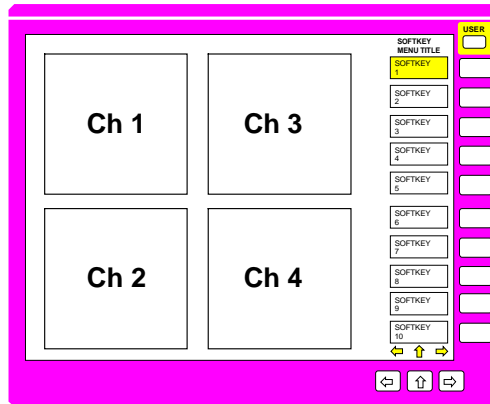 USER
SOFTKEY
MENU TITLE
SOFTKEY
1
SOFTKEY
2
SOFTKEY
3
SOFTKEY
4
SOFTKEY
5
SOFTKEY
6
SOFTKEY
7
SOFTKEY
8
SOFTKEY
9
SOFTKEY
10
Ch 1
Ch 3
Ch 2
Ch 4